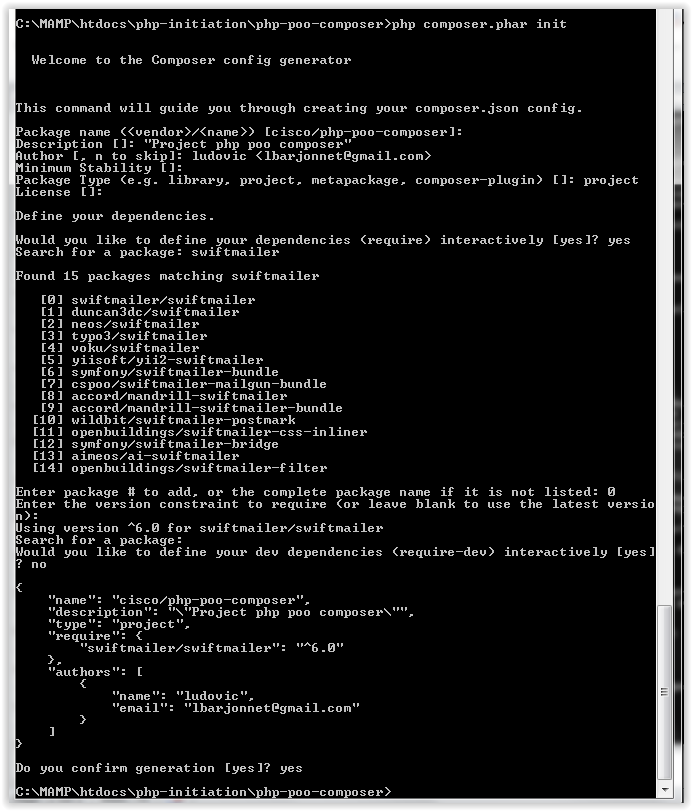 C:\MAMP\htdocs\php-initiation\php-poo-composer>php composer.phar init
Welcome to the Composer config generator
This command will guide you through creating your composer.json config.
Package name (<vendor>/<name>) [cisco/php-poo-composer]:
Description []: "Project php poo composer"
Author [, n to skip]: ludovic <lbarjonnet@gmail.com>
Minimum Stability []:
Package Type (e.g. library, project, metapackage, composer-plugin) []: project
License []:
Define your dependencies.
Would you like to define your dependencies (require) interactively [yes]? yes
Search for a package: swiftmailer
Found 15 packages matching swiftmailer
[0] swiftmailer/swiftmailer
[1] duncan3dc/swiftmailer
[2] neos/swiftmailer
[3] typo3/swiftmailer
[4] voku/swiftmailer
[5] yiisoft/yii2-swiftmailer
[6] symfony/swiftmailer-bundle
[7] cspoo/swiftmailer-mailgun-bundle
[8] accord/mandrill-swiftmailer
[9] accord/mandrill-swiftmailer-bundle
[10] wildbit/swiftmailer-postmark
[11] openbuildings/swiftmailer-css-inliner
[12] symfony/swiftmailer-bridge
[13] aimeos/ai-swiftmailer
[14] openbuildings/swiftmailer-filter
Enter package # to add, or the complete package name if it is not listed: 0
Enter the version constraint to require (or leave blank to use the latest versio
n):
Using version ^6.0 for swiftmailer/swiftmailer
Search for a package:
Would you like to define your dev dependencies (require-dev) interactively [yes]
? no
{
"name": "cisco/php-poo-composer",
"description": "\"Project php poo composer\"",
"type": "project",
"require": {
"swiftmailer/swiftmailer": "^6.0"
},
"authors": [
{
"name": "ludovic",
"email": "lbarjonnet@gmail.com"
}
]
}
Do you confirm generation [yes]? yes
C:\MAMP\htdocs\php-initiation\php-poo-composer>